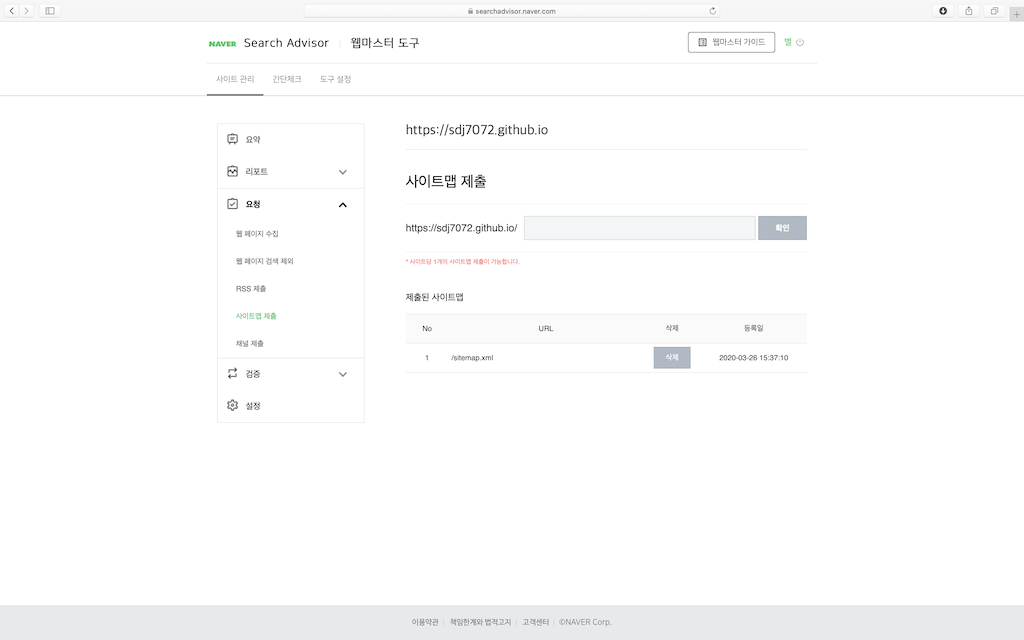 searchadvisor.naver.com
NAVER Search Advisor 웹마스터 도구
웹마스터 가이드
별
사이트 관리 간단체크 도구 설정
요약
리포트
요청
웹 페이지 수집
웹 페이지 검색 제외
RSS 제출
사이트맵 제출
채널 제출
검증
설정
https://sdj7072.github.io
사이트맵 제출
https://sdj7072.github.io/
확인
* 사이트당 1개의 사이트맵 제출이 가능합니다.
제출된 사이트맵
No URL 삭제 등록일
1 /sitemap.xml 삭제 2020-03-26 15:37:10
이용약관 책임한계와 법적고지 고객센터 ©NAVER Corp.